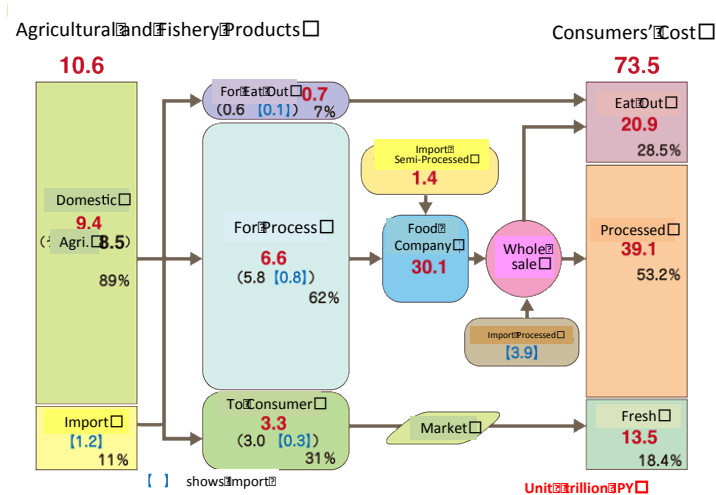 Agricultural and Fishery Products
Consumers' Cost
10.6
73.5
For Eat Out 0.7
(0.6 【0.1】) 7%
Eat Out
20.9
28.5%
Import
Semi-Processed
1.4
Domestic
9.4
Agri. 8.5)
89%
For Process
6.6
(5.8 【0.8】)
62%
Food
Company
30.1
Whole
sale
Processed
39.1
53.2%
Import Processed
【3.9】
Import
【1.2】
11%
To Consumer
3.3
(3.0 【0.3】)
31%
Market
Fresh
13.5
18.4%
【 】 shows Import
Unit: trillion JPY